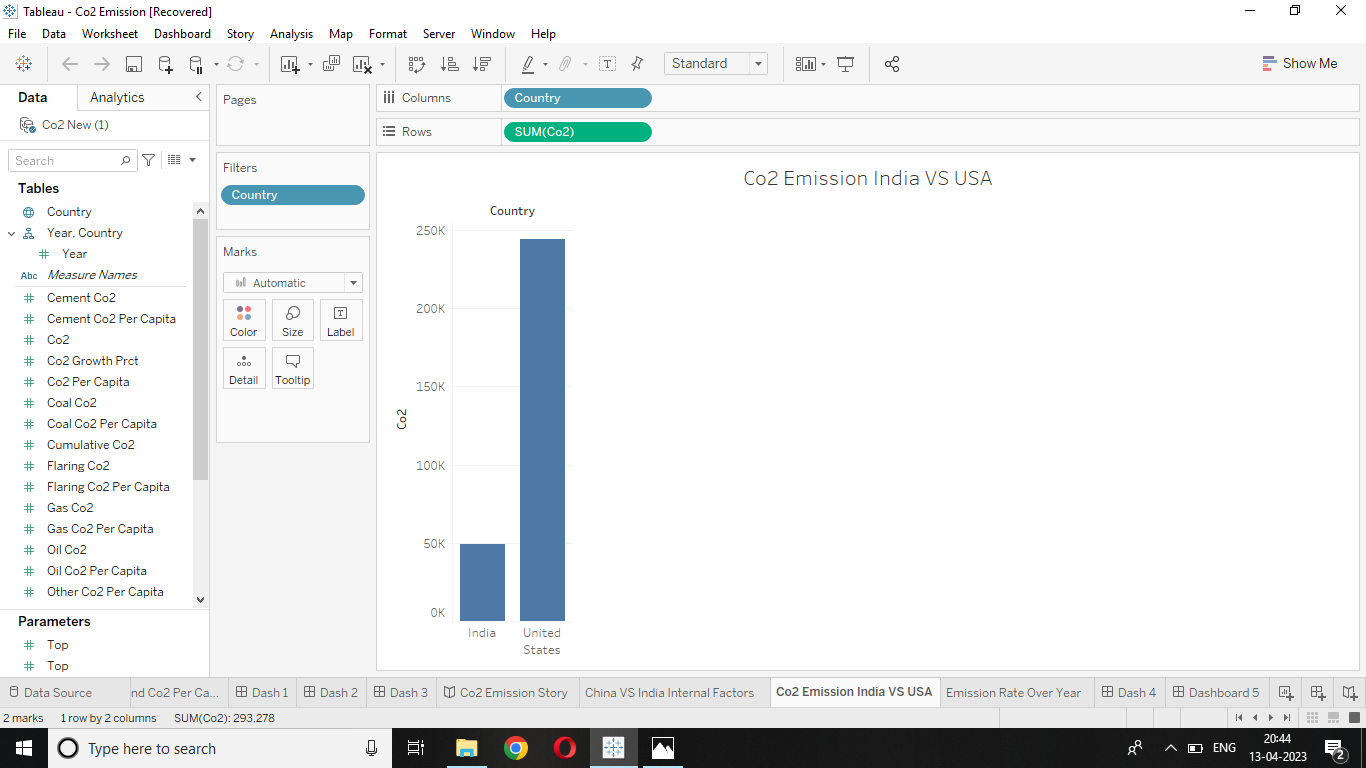 Tableau - Co2 Emission [Recovered]
File Data Worksheet Dashboard Story Analysis Map Format Server Window Help
Standard
Show Me
Data Analytics
Co2 New (1)
Search
Tables
Country
Year, Country
Year
Abc Measure Names
Cement Co2
Cement Co2 Per Capita
Co2
Co2 Growth Prct
Co2 Per Capita
Coal Co2
Coal Co2 Per Capita
Cumulative Co2
Flaring Co2
Flaring Co2 Per Capita
Gas Co2
Gas Co2 Per Capita
Oil Co2
Oil Co2 Per Capita
Other Co2 Per Capita
Parameters
Top
Top
Pages
Filters
Country
Marks
Automatic
Color Size Label
Detail Tooltip
Columns Country
Rows SUM(Co2)
Co2 Emission India VS USA
Country
250K
200K
150K
100K
50K
0K
Co2
India United
States
Data Source nd Co2 Per Ca... Dash 1 Dash 2 Dash 3 Co2 Emission Story China VS India Internal Factors Co2 Emission India VS USA Emission Rate Over Year Dash 4 Dashboard 5
2 marks 1 row by 2 columns SUM(Co2): 293,278
Type here to search
ENG
20:44
13-04-2023
2